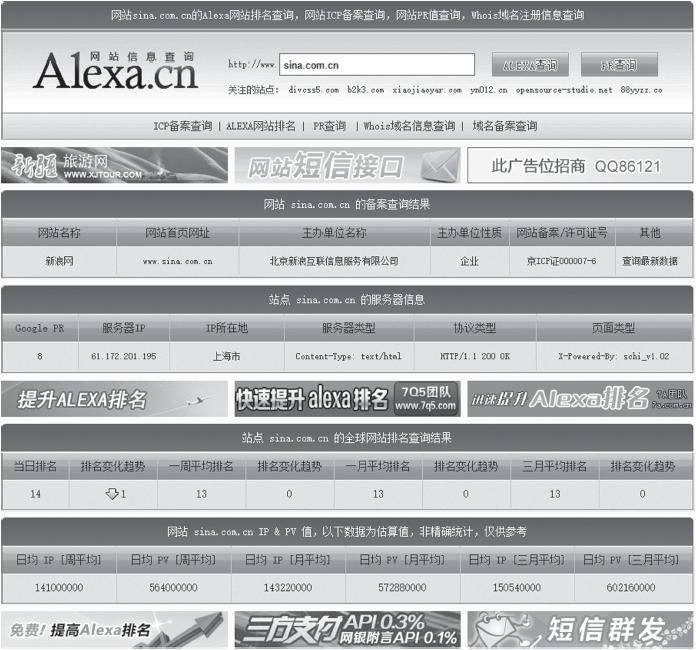 网站sina.com.cn的Alexa网站排名查询, 网站ICP备案查询, 网站PR值查询, Whois域名注册信息查询
网站信息查询
Alexa.cn
http://www. sina.com.cn ALEXA查询 PR查询
关注的站点: divcss5.com b2k3.com xiaojiaoyar.com yn012.cn opensource-studio.net 88yyzz.co
ICP备案查询 | ALEXA网站排名 | PR查询 | Whois域名信息查询 | 域名备案查询
新疆旅游网 WWW.XJTOUR.COM
网站短信接口
此广告位招商 QQ86121
网站 sina.com.cn 的备案查询结果
网站名称 网站首页网址 主办单位名称 主办单位性质 网站备案/许可证号 其他
新浪网 www.sina.com.cn 北京新浪互联信息服务有限公司 企业 京ICP证000007-6 查询最新数据
站点 sina.com.cn 的服务器信息
Google PR 服务器IP IP所在地 服务器类型 协议类型 页面类型
8 61.172.201.195 上海市 Content-Type: text/html HTTP/1.1 200 OK X-Powered-By: schi_v1.02
提升ALEXA排名
快速提升alexa排名 7Q5团队 www.7q5.com
迅速提升Alexa排名 7A团队 7a.com.cn
站点 sina.com.cn 的全球网站排名查询结果
当日排名 排名变化趋势 一周平均排名 排名变化趋势 一月平均排名 排名变化趋势 三月平均排名 排名变化趋势
14 1 13 0 13 0 13 0
网站 sina.com.cn IP & PV 值, 以下数据为估算值, 非精确统计, 仅供参考
日均 IP [周平均] 日均 PV [周平均] 日均 IP [月平均] 日均 PV [月平均] 日均 IP [三月平均] 日均 PV [三月平均]
141000000 564000000 143220000 572880000 150540000 602160000
免费! 提高Alexa排名
三方支付 API 0.3% 网银附言API 0.1%
短信群发